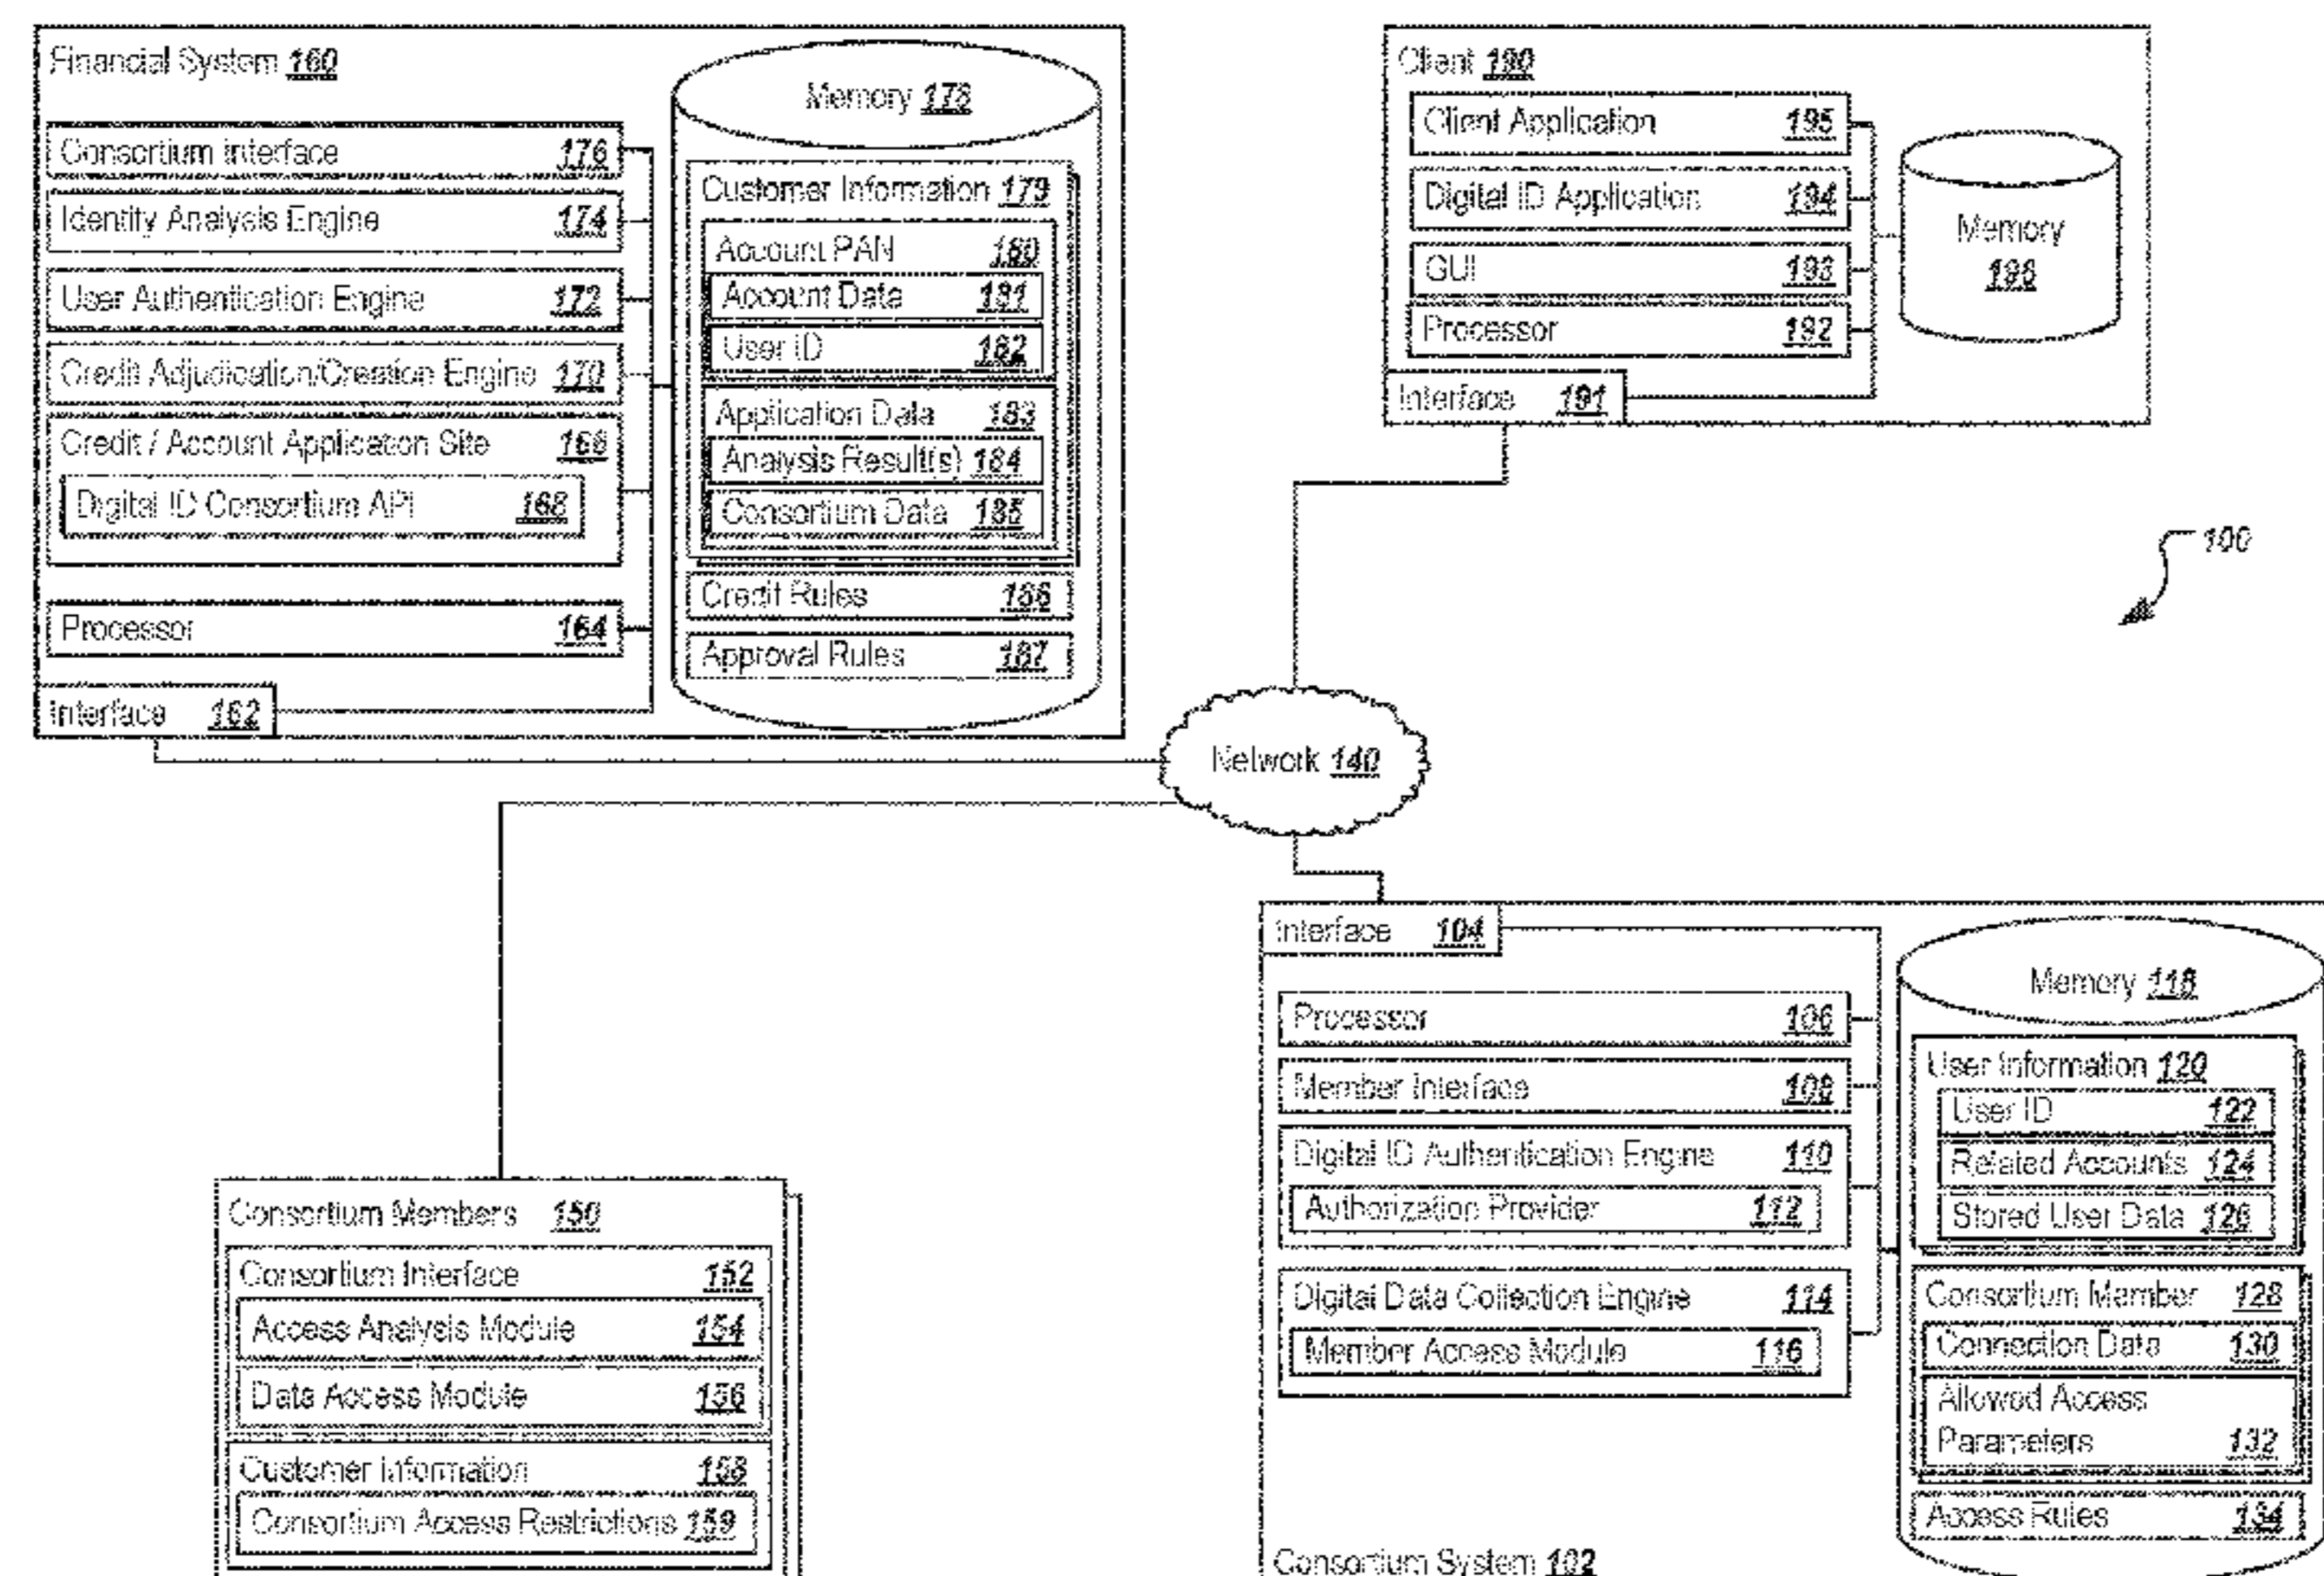 Financial System 160
Consortium Interface 176
Identity Analysis Engine 174
User Authentication Engine 172
Credit Adjudication/Creation Engine 170
Credit / Account Application Site 166
Digital ID Consortium API 168
Processor 164
Interface 162
Memory 178
Customer Information 179
Account PAN 180
Account Data 181
User ID 182
Application Data 183
Analysis Result(s) 184
Consortium Data 185
Credit Rules 186
Approval Rules 187
Client 190
Client Application 195
Digital ID Application 194
GUI 193
Processor 192
Interface 191
Memory
196
100
Network 140
Consortium Members 150
Consortium Interface 152
Access Analysis Module 154
Data Access Module 156
Customer Information 158
Consortium Access Restrictions 159
Interface 104
Processor 106
Member Interface 108
Digital ID Authentication Engine 110
Authorization Provider 112
Digital Data Collection Engine 114
Member Access Module 116
Consortium System 102
Memory 118
User Information 120
User ID 122
Related Accounts 124
Stored User Data 126
Consortium Member 128
Connection Data 130
Allowed Access
Parameters 132
Access Rules 134